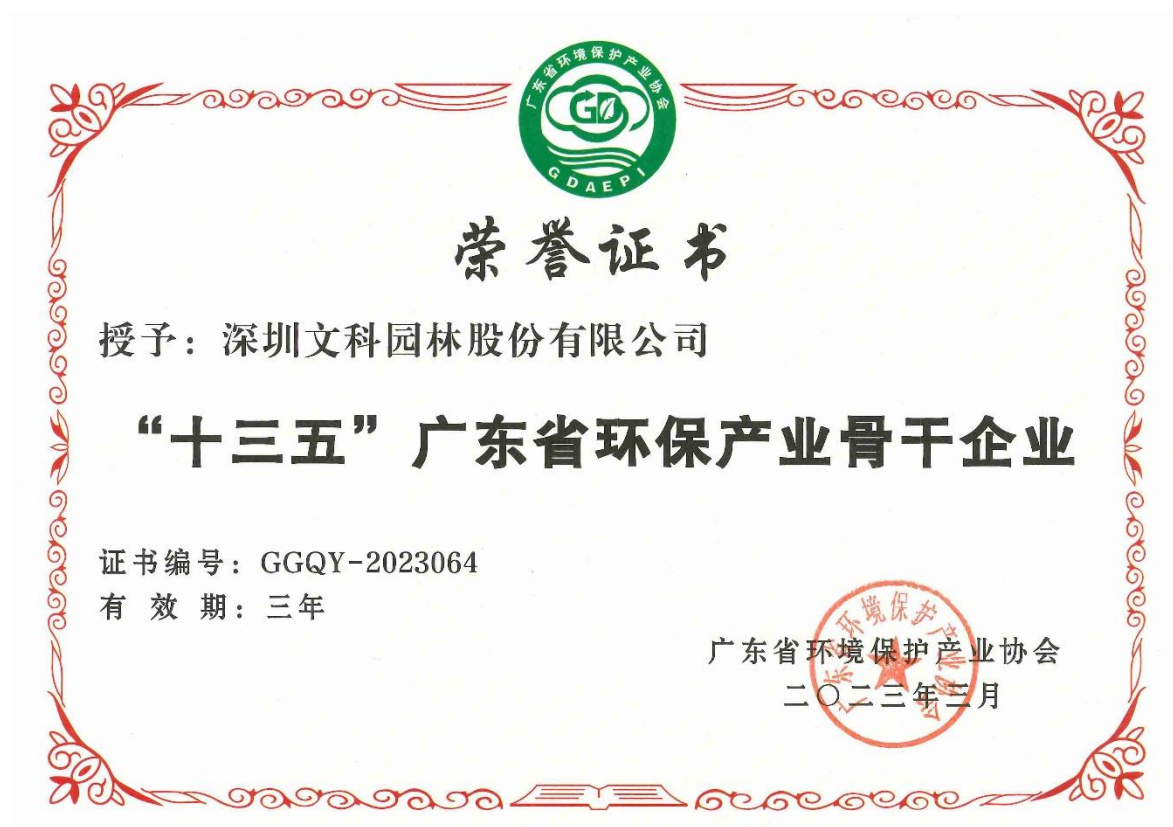 广东省环境保护产业协会
GD
GDAEPI
荣誉证书
授予：深圳文科园林股份有限公司
“十三五”广东省环保产业骨干企业
证书编号：GGQY-2023064
有 效 期：三年
广东省环境保护产业协会
广东省环境保护产业协会
二〇二三年三月